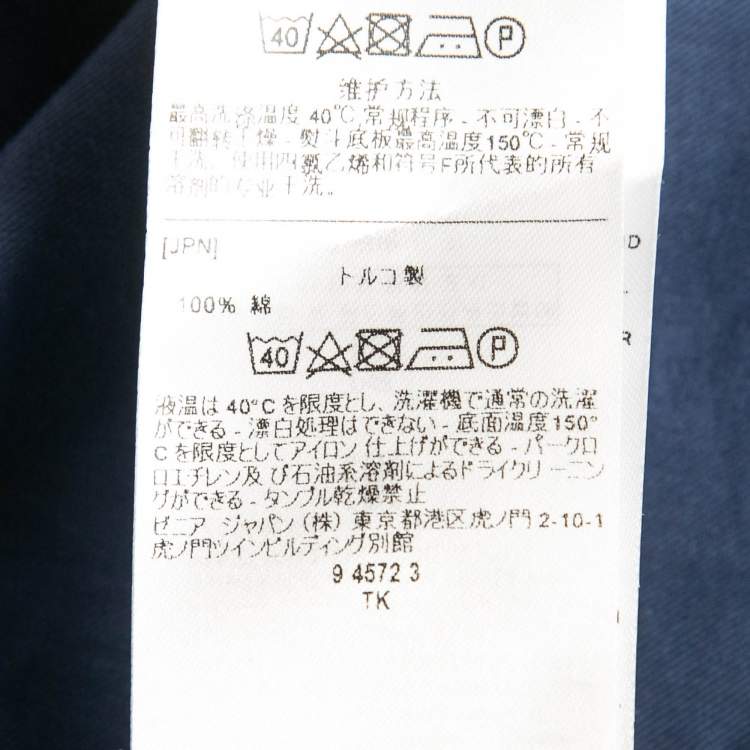 40 P
维护方法
最高洗涤温度 40°C,常规程序 - 不可漂白 - 不
可翻转干燥 - 熨斗底板最高温度150°C - 常规
干洗，使用四氯乙烯和符号F所代表的所有
溶剂的专业干洗。
[JPN]
トルコ製
100% 綿
40 P
液温は 40°C を限度とし、洗濯機で通常の洗濯
ができる - 漂白処理はできない - 底面温度150°
C を限度としてアイロン 仕上げができる - パークロ
ロエチレン及 び石油系溶剤によるドライクリーニン
グができる - タンブル乾燥禁止
ゼニア ジャパン (株) 東京都港区虎ノ門 2-10-1
虎ノ門ツインビルディング別館
9 4572 3
TK
D
R